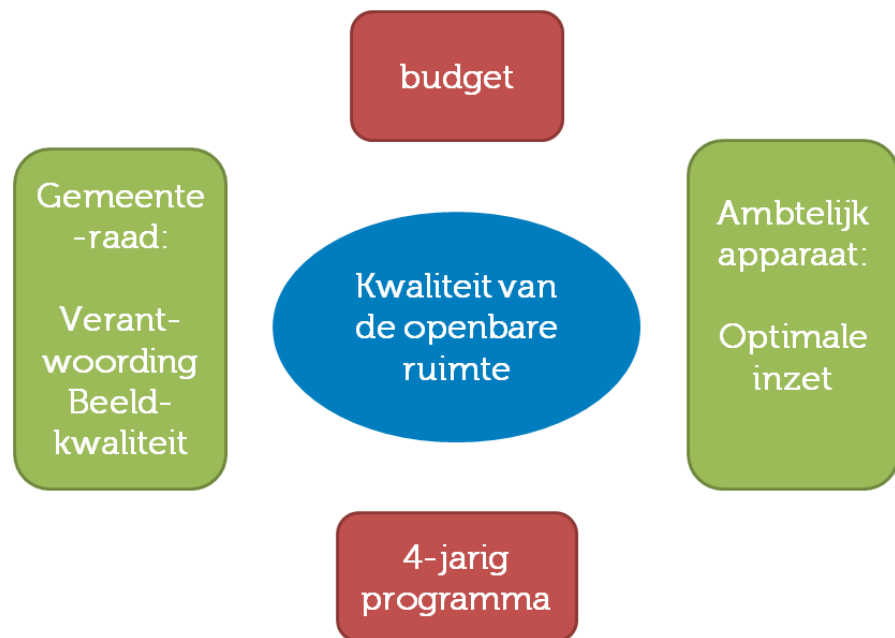 budget
Gemeente
-raad:
Verant-
woording
Beeld-
kwaliteit
Kwaliteit van
de openbare
ruimte
Ambtelijk
apparaat:
Optimale
inzet
4-jarig
programma